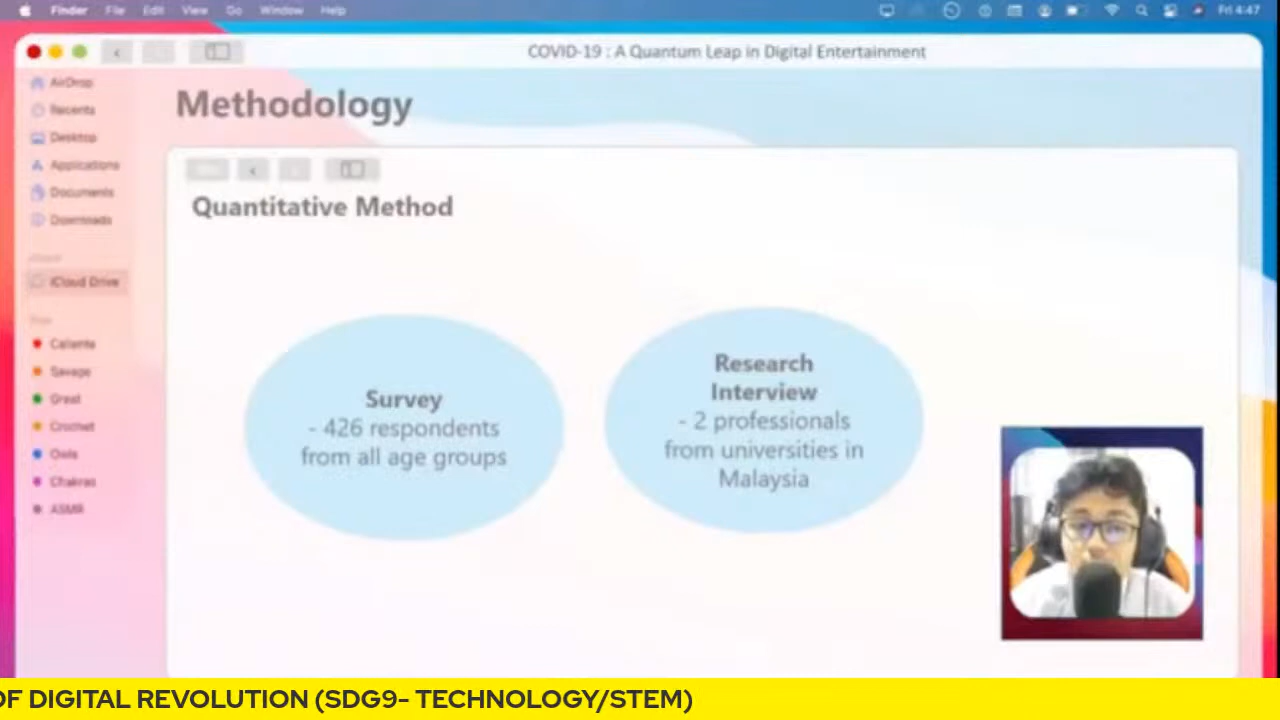 Finder File Edit View Go Window Help
Fri 4:47
COVID-19 : A Quantum Leap in Digital Entertainment
AirDrop
Recents
Desktop
Applications
Documents
Downloads
iCloud Drive
Caliente
Savage
Great
Crochet
Owls
Chakras
ASMR
Methodology
Quantitative Method
Survey
- 426 respondents
from all age groups
Research
Interview
- 2 professionals
from universities in
Malaysia
OF DIGITAL REVOLUTION (SDG9- TECHNOLOGY/STEM)